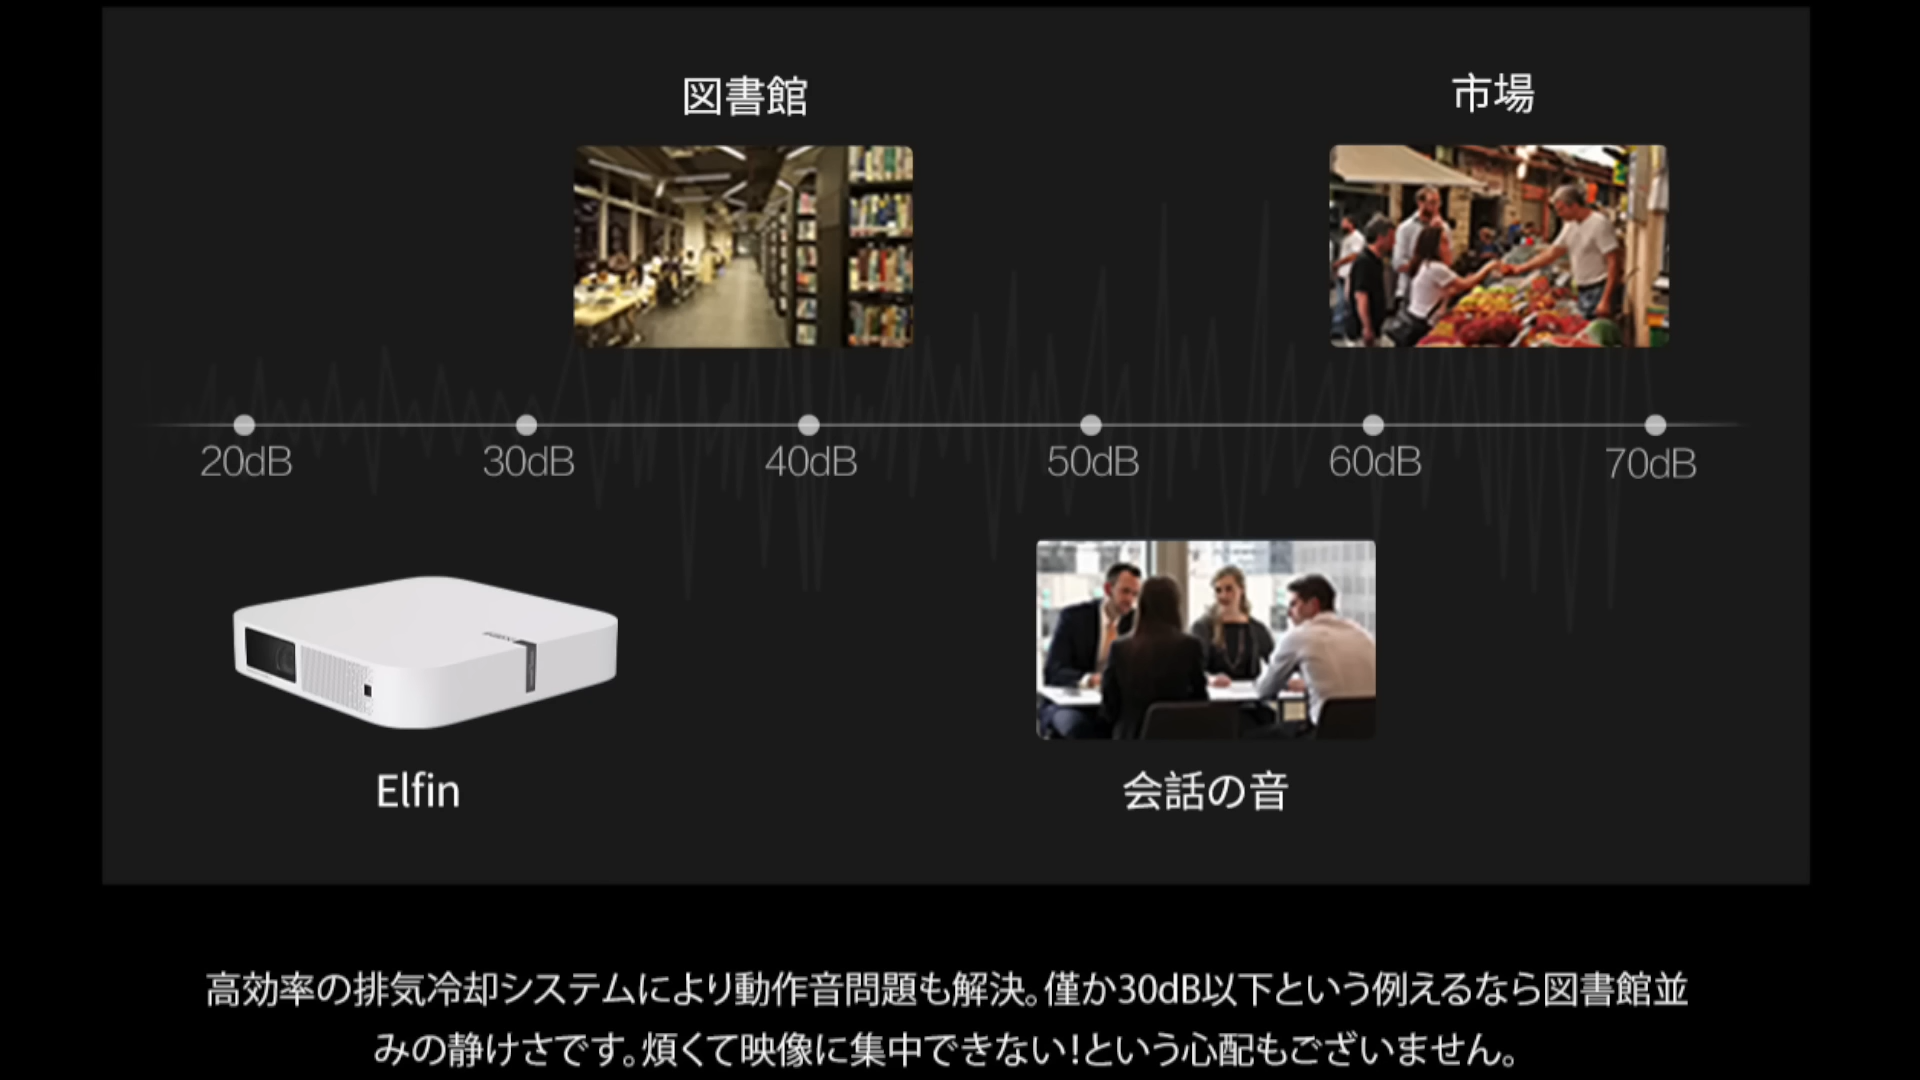 図書館
市場
20dB
30dB
40dB
50dB
60dB
70dB
Elfin
会話の音
高効率の排気冷却システムにより動作音問題も解決。僅か30dB以下という例えるなら図書館並
みの静けさです。煩くて映像に集中できない!という心配もございません。